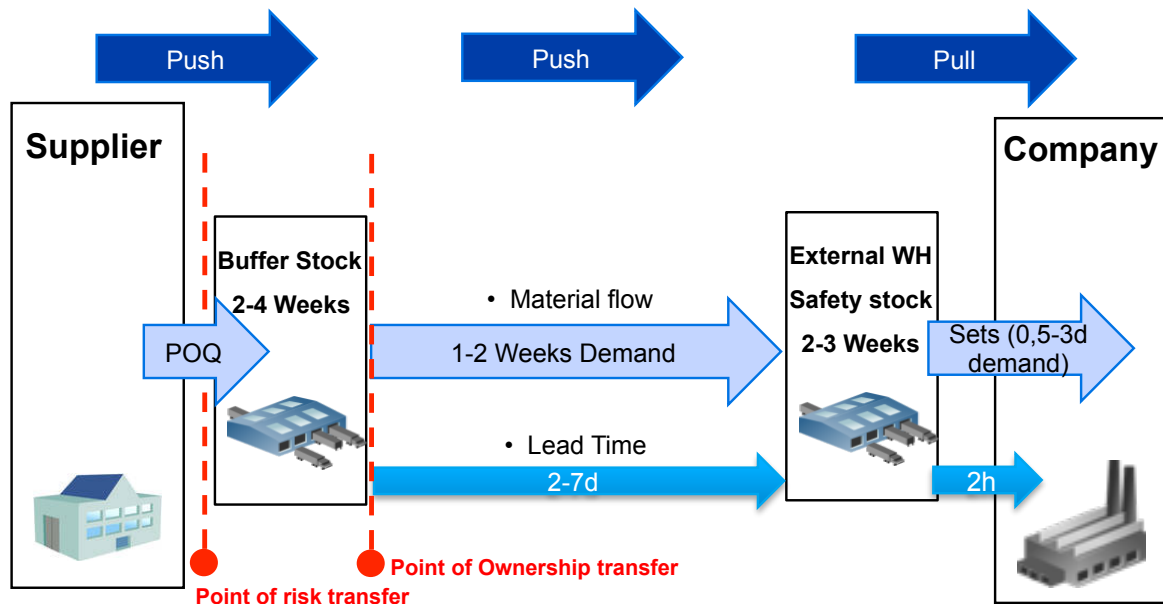 Push
Push
Pull
Supplier
Company
Buffer Stock
2-4 Weeks
External WH
Safety stock
2-3 Weeks
• Material flow
POQ
1-2 Weeks Demand
Sets (0,5-3d
demand)
• Lead Time
2-7d
2h
Point of Ownership transfer
Point of risk transfer